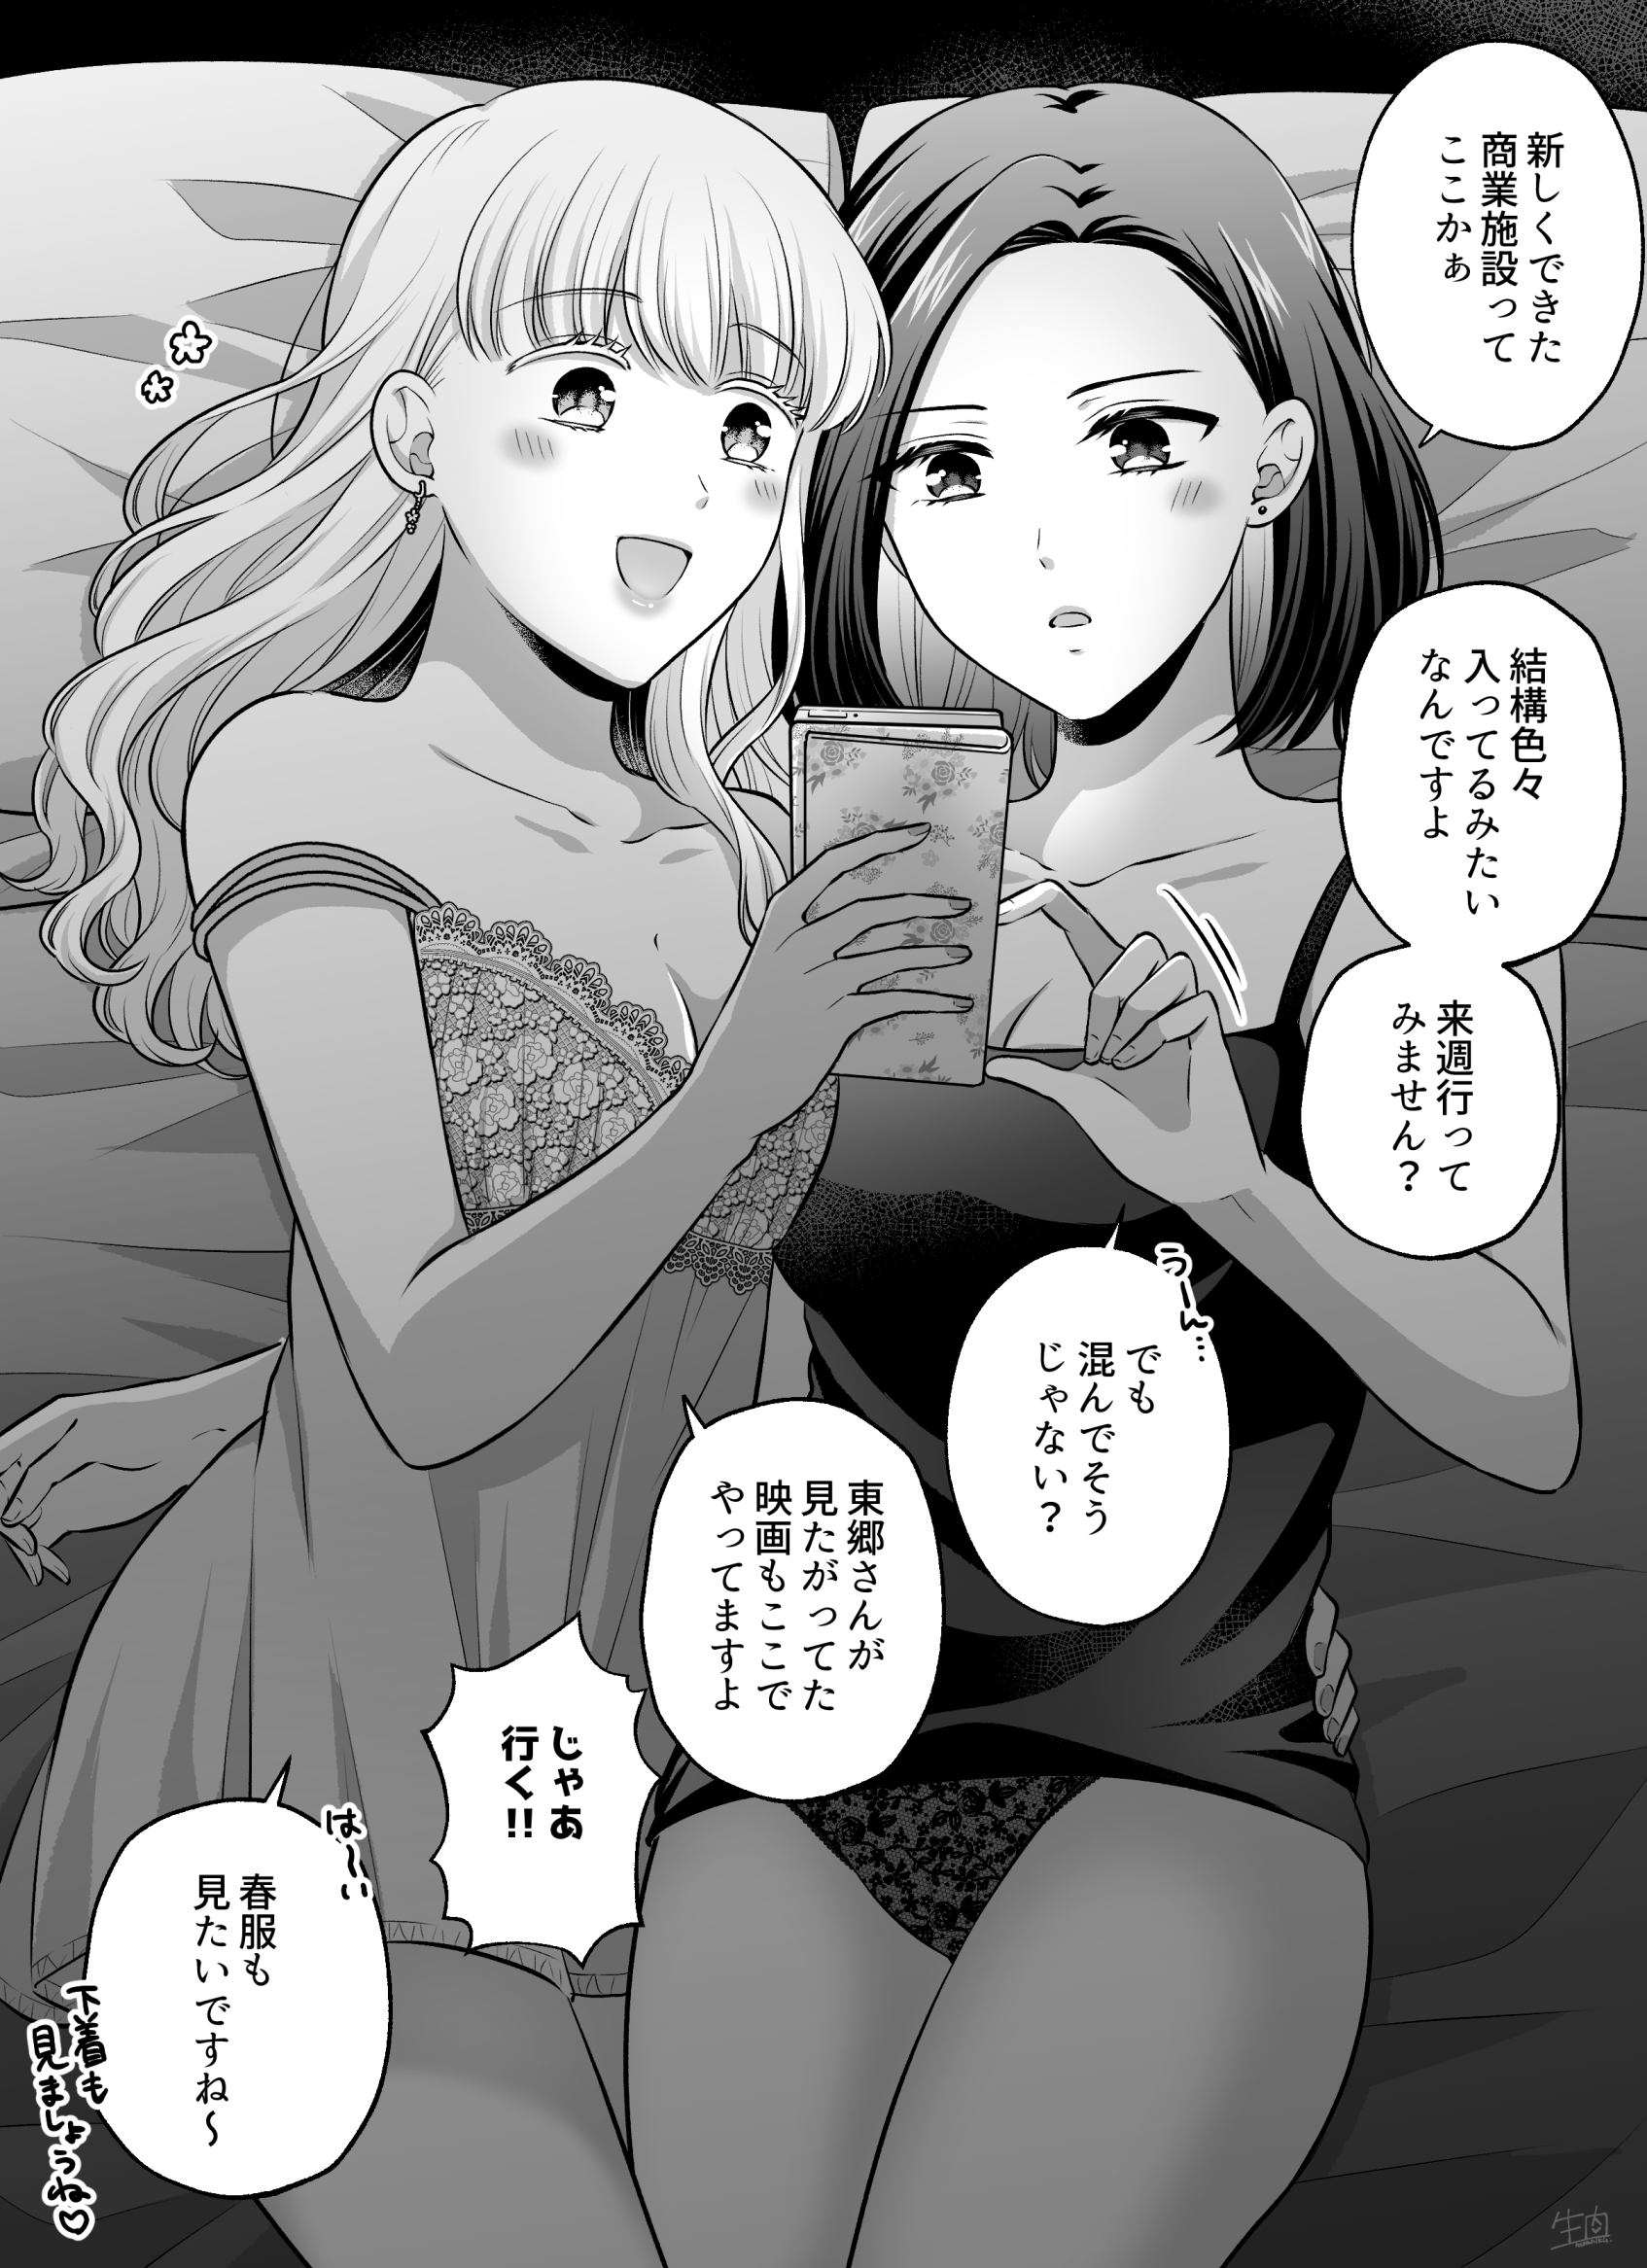 新しくできた
商業施設って
ここかぁ
結構色々
入ってるみたい
なんですよ
来週行って
みません？
うーん…
でも
混んでそう
じゃない？
東郷さんが
見たがってた
映画もここで
やってますよ
じゃあ
行く!!
は〜い
春服も
見たいですね〜
下着も
見ましょうね♡
生肉